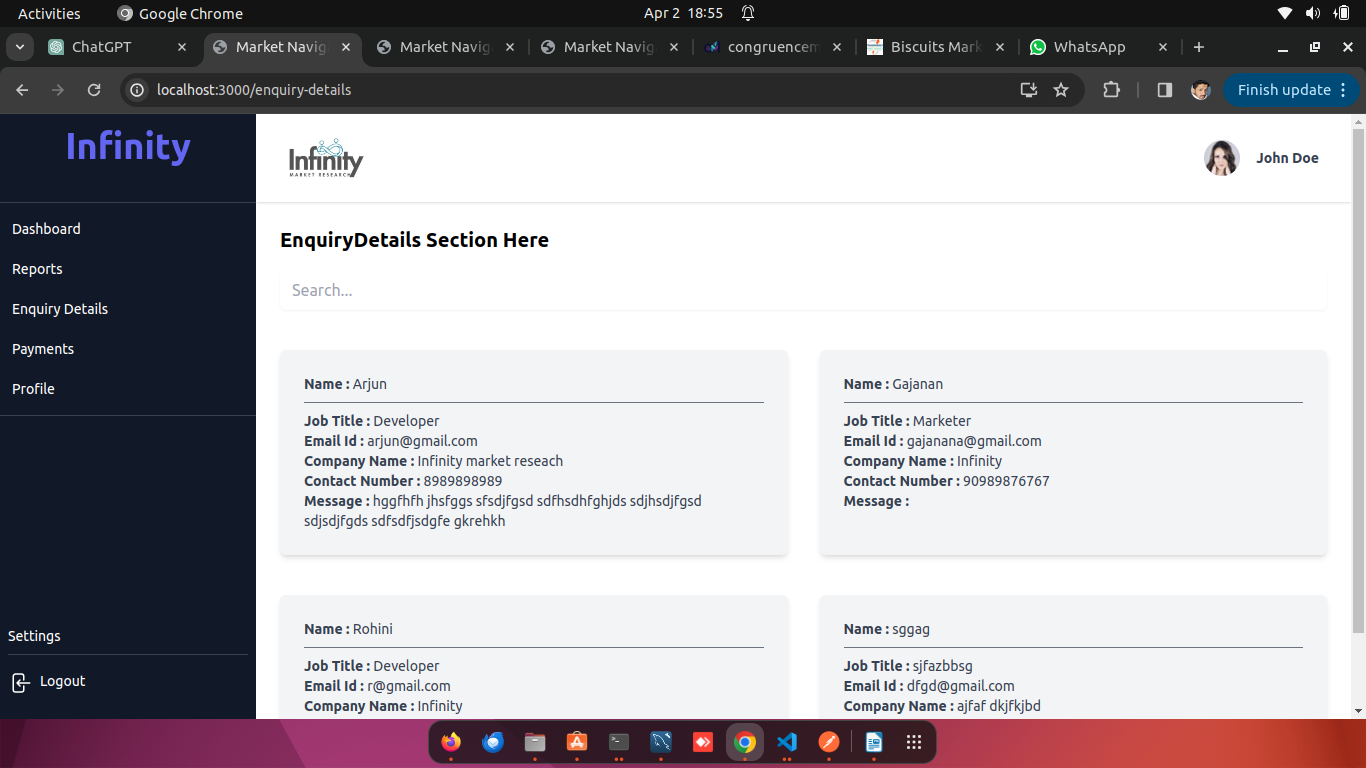 Activities Google Chrome Apr 2 18:55
ChatGPT Market Navig Market Navig Market Navig congruencem Biscuits Mark WhatsApp
localhost:3000/enquiry-details Finish update
Infinity
Infinity
MARKET RESEARCH
John Doe
Dashboard
Reports
Enquiry Details
Payments
Profile
Settings
Logout
EnquiryDetails Section Here
Search...
Name : Arjun
Job Title : Developer
Email Id : arjun@gmail.com
Company Name : Infinity market reseach
Contact Number : 8989898989
Message : hggfhfh jhsfggs sfsdjfgsd sdfhsdhfghjds sdjhsdjfgsd
sdjsdjfgds sdfsdfjsdgfe gkrehkh
Name : Gajanan
Job Title : Marketer
Email Id : gajanana@gmail.com
Company Name : Infinity
Contact Number : 90989876767
Message :
Name : Rohini
Job Title : Developer
Email Id : r@gmail.com
Company Name : Infinity
Name : sggag
Job Title : sjfazbbsg
Email Id : dfgd@gmail.com
Company Name : ajfaf dkjfkjbd